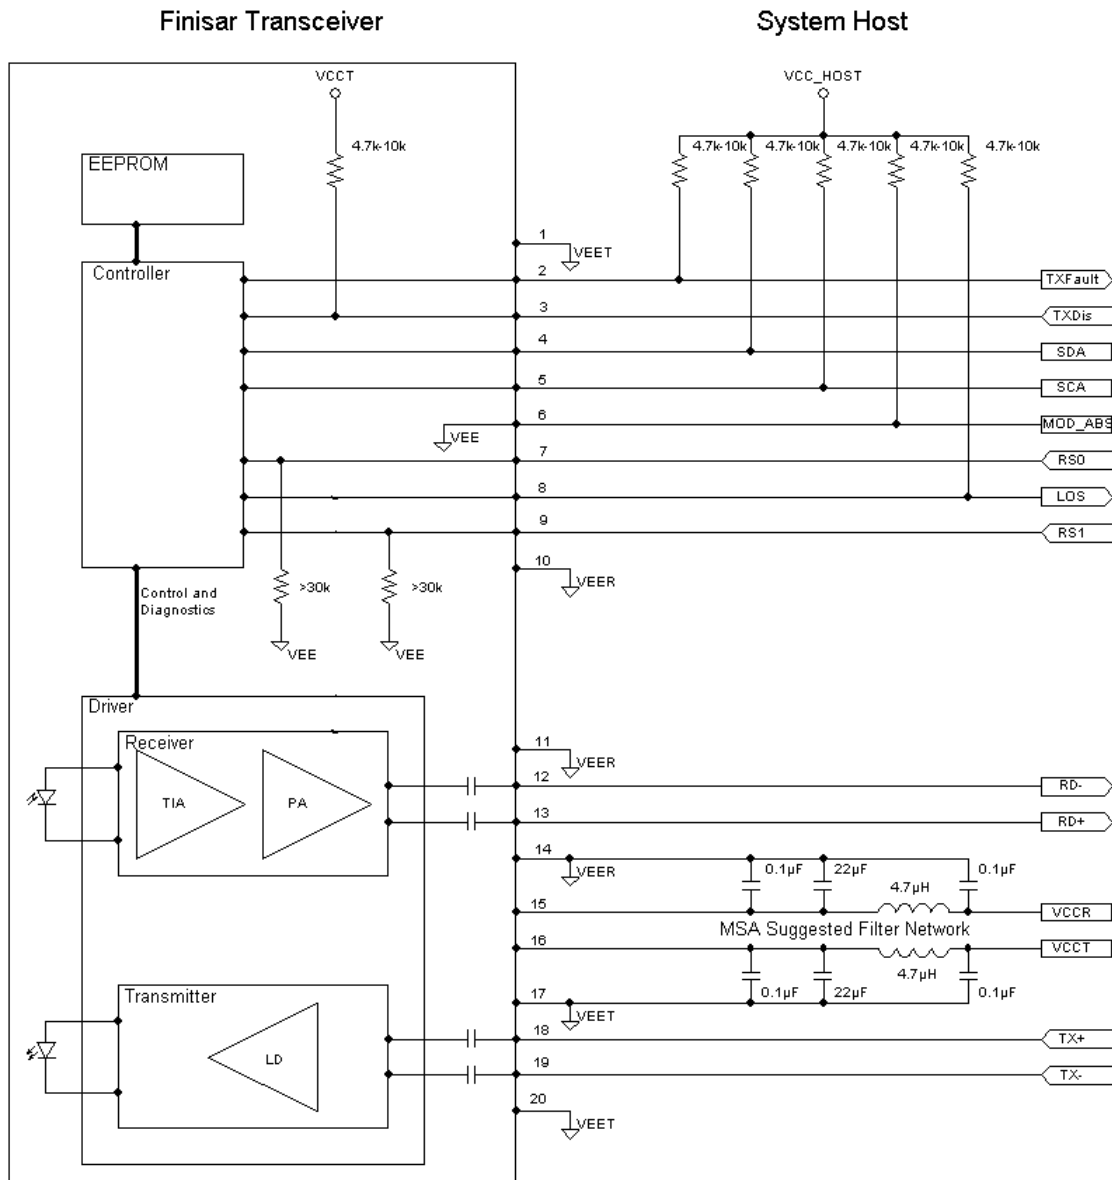 Finisar Transceiver
System Host
VCCT
VCC_HOST
4.7k-10k
4.7k-10k
4.7k-10k
4.7k-10k
4.7k-10k
4.7k-10k
EEPROM
Controller
1
VEET
2
TXFault
3
TXDis
4
SDA
5
SCA
6
VEE
MOD_ABS
7
RS0
8
LOS
9
RS1
10
VEER
>30k
>30k
Control and
Diagnostics
VEE
VEE
Driver
Receiver
TIA
PA
11
VEER
12
RD-
13
RD+
14
VEER
0.1µF
22µF
4.7µH
0.1µF
15
VCCR
MSA Suggested Filter Network
16
VCCT
4.7µH
0.1µF
22µF
0.1µF
17
VEET
Transmitter
LD
18
TX+
19
TX-
20
VEET